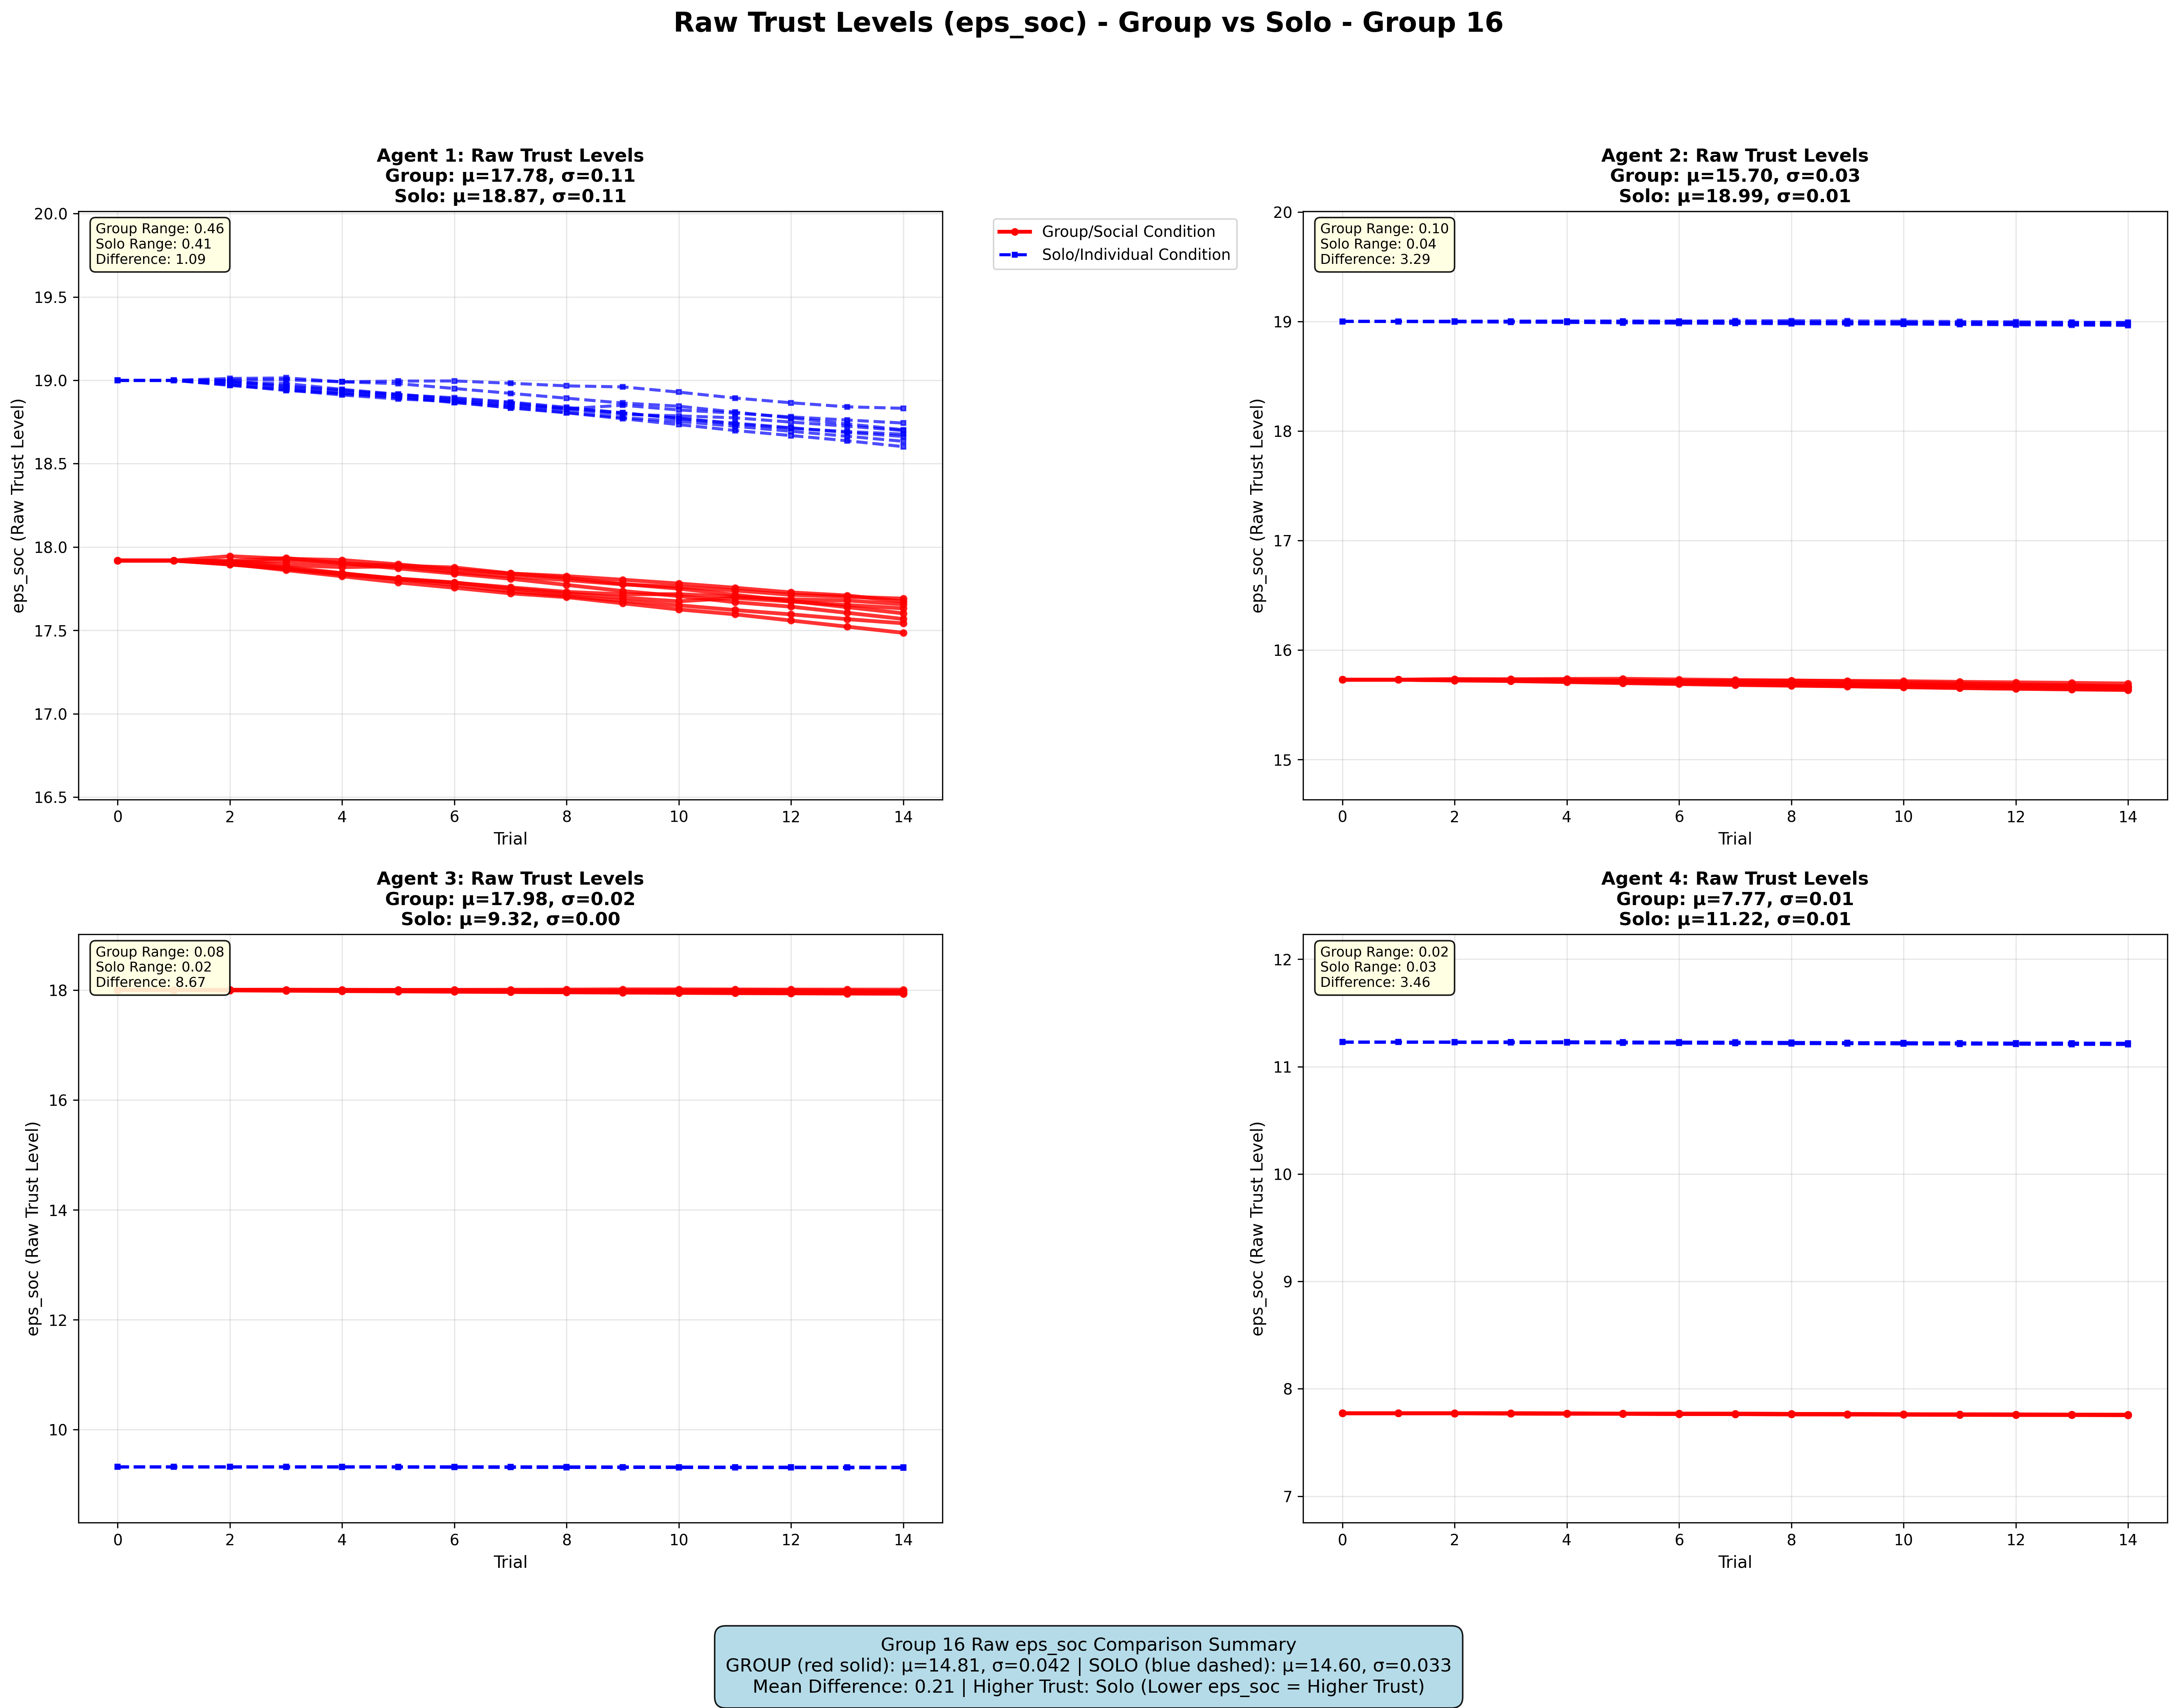 Raw Trust Levels (eps_soc) - Group vs Solo - Group 16
Agent 1: Raw Trust Levels
Group: μ=17.78, σ=0.11
Solo: μ=18.87, σ=0.11
Group Range: 0.46
Solo Range: 0.41
Difference: 1.09
eps_soc (Raw Trust Level)
20.0
19.5
19.0
18.5
18.0
17.5
17.0
16.5
0 2 4 6 8 10 12 14
Trial
Group/Social Condition
Solo/Individual Condition
Agent 2: Raw Trust Levels
Group: μ=15.70, σ=0.03
Solo: μ=18.99, σ=0.01
Group Range: 0.10
Solo Range: 0.04
Difference: 3.29
eps_soc (Raw Trust Level)
20
19
18
17
16
15
0 2 4 6 8 10 12 14
Trial
Agent 3: Raw Trust Levels
Group: μ=17.98, σ=0.02
Solo: μ=9.32, σ=0.00
Group Range: 0.08
Solo Range: 0.02
Difference: 8.67
eps_soc (Raw Trust Level)
18
16
14
12
10
0 2 4 6 8 10 12 14
Trial
Agent 4: Raw Trust Levels
Group: μ=7.77, σ=0.01
Solo: μ=11.22, σ=0.01
Group Range: 0.02
Solo Range: 0.03
Difference: 3.46
eps_soc (Raw Trust Level)
12
11
10
9
8
7
0 2 4 6 8 10 12 14
Trial
Group 16 Raw eps_soc Comparison Summary
GROUP (red solid): μ=14.81, σ=0.042 | SOLO (blue dashed): μ=14.60, σ=0.033
Mean Difference: 0.21 | Higher Trust: Solo (Lower eps_soc = Higher Trust)